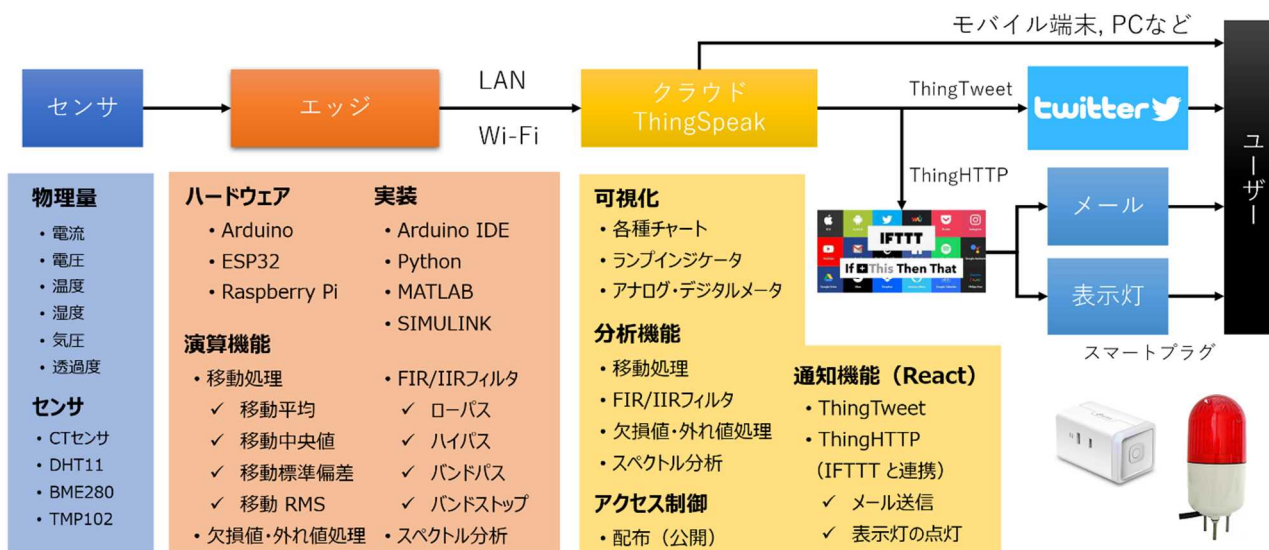 モバイル端末, PCなど
センサ
エッジ
LAN
Wi-Fi
クラウド
ThingSpeak
ThingTweet
twitter
ユーザー
ThingHTTP
IFTTT
If This Then That
メール
表示灯
スマートプラグ
物理量
・電流
・電圧
・温度
・湿度
・気圧
・透過度
センサ
・CTセンサ
・DHT11
・BME280
・TMP102
ハードウェア
・Arduino
・ESP32
・Raspberry Pi
演算機能
・移動処理
✓ 移動平均
✓ 移動中央値
✓ 移動標準偏差
✓ 移動 RMS
・欠損値・外れ値処理
実装
・Arduino IDE
・Python
・MATLAB
・SIMULINK
・FIR/IIRフィルタ
✓ ローパス
✓ ハイパス
✓ バンドパス
✓ バンドストップ
・スペクトル分析
可視化
・各種チャート
・ランプインジケータ
・アナログ・デジタルメータ
分析機能
・移動処理
・FIR/IIRフィルタ
・欠損値・外れ値処理
・スペクトル分析
アクセス制御
・配布（公開）
通知機能（React）
・ThingTweet
・ThingHTTP
（IFTTT と連携）
✓ メール送信
✓ 表示灯の点灯